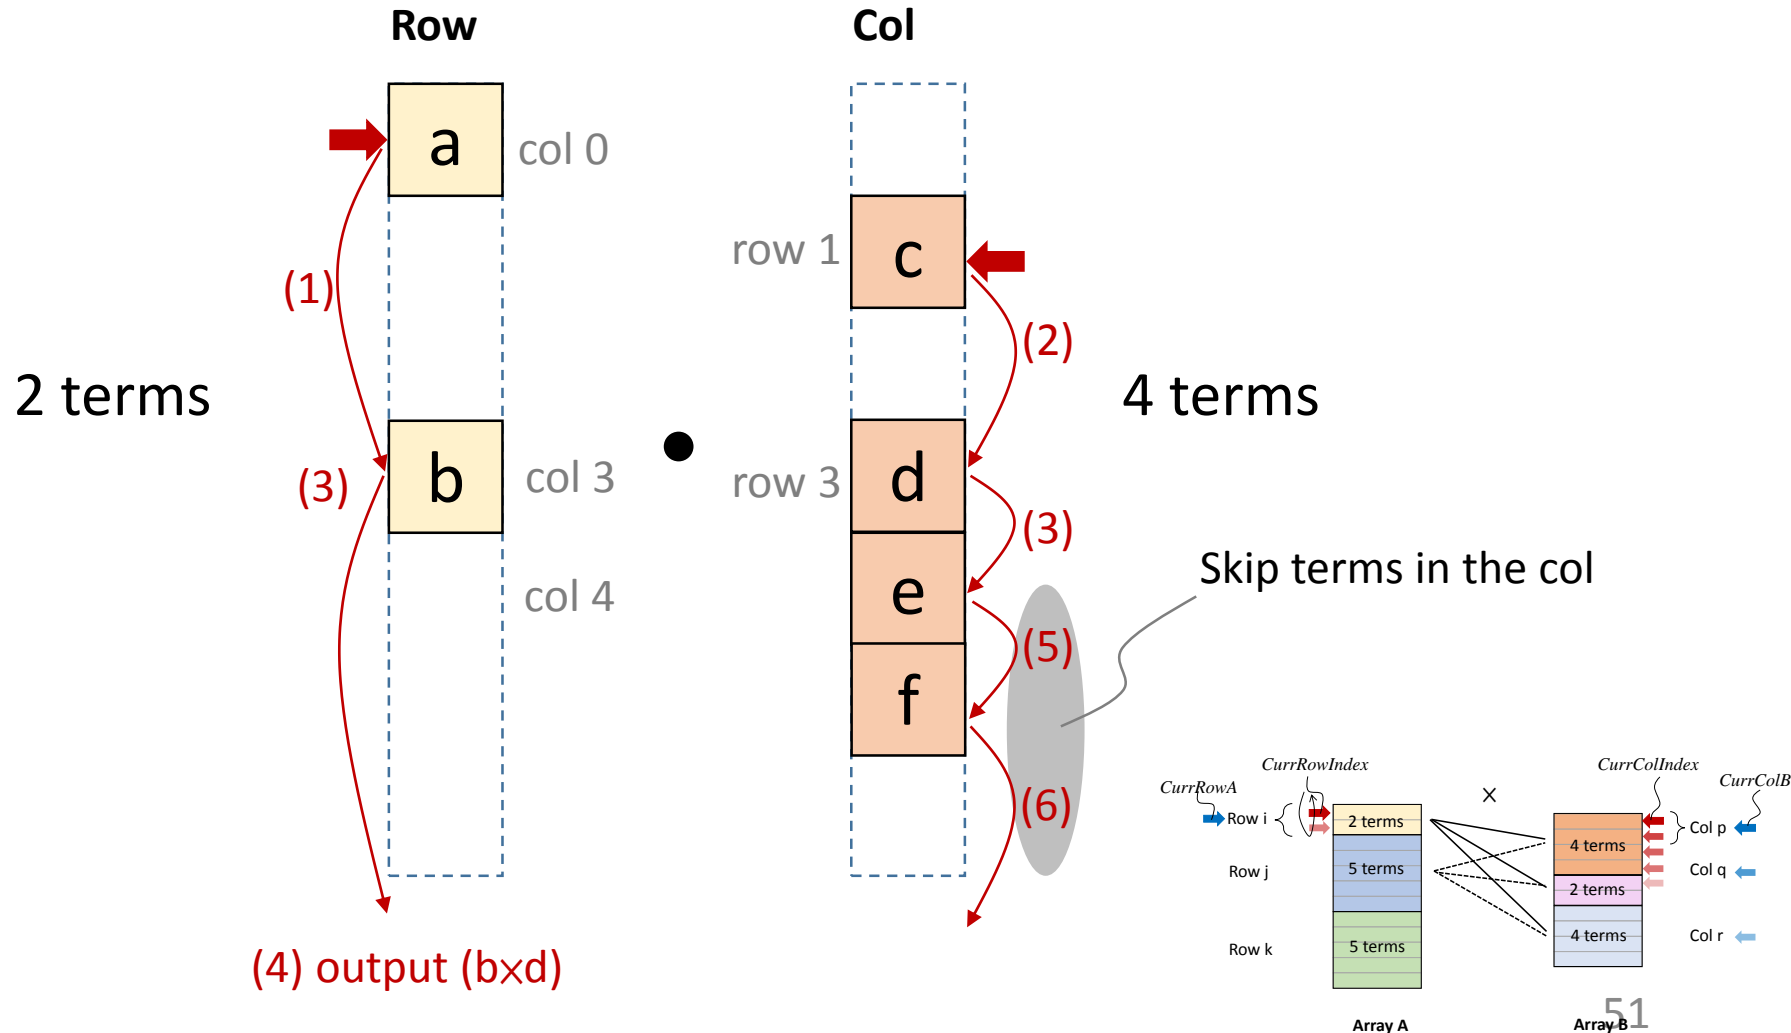 Row
Col
a
col 0
row 1
c
(1)
(2)
2 terms
4 terms
b
(3)
col 3
row 3
d
(3)
e
col 4
Skip terms in the col
(5)
f
(6)
(4) output (b×d)
CurrRowA
CurrRowIndex
×
CurrColIndex
CurrColB
Row i
2 terms
4 terms
Col p
Row j
5 terms
2 terms
Col q
Row k
5 terms
4 terms
Col r
Array A
Array B
51